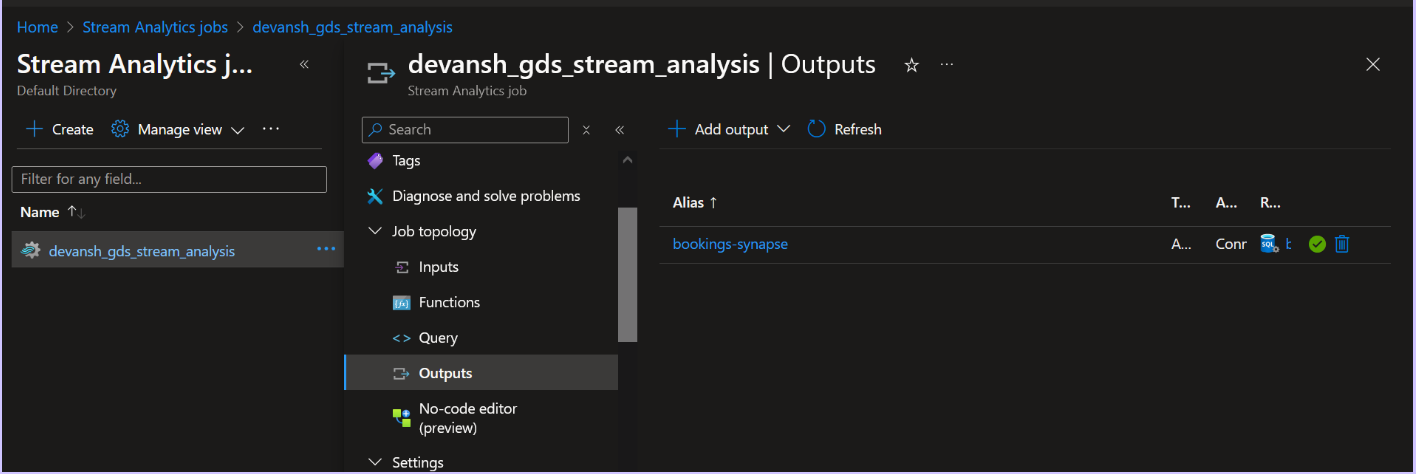 Home > Stream Analytics jobs > devansh_gds_stream_analysis
Stream Analytics j... «
Default Directory
+ Create Manage view ...
Filter for any field...
Name ↑↓
devansh_gds_stream_analysis ...
devansh_gds_stream_analysis | Outputs ☆ ...
Stream Analytics job
Search «
Tags
Diagnose and solve problems
Job topology
Inputs
Functions
Query
Outputs
No-code editor
(preview)
Settings
+ Add output Refresh
Alias ↑ T... A... R...
bookings-synapse A... Conr SQL b